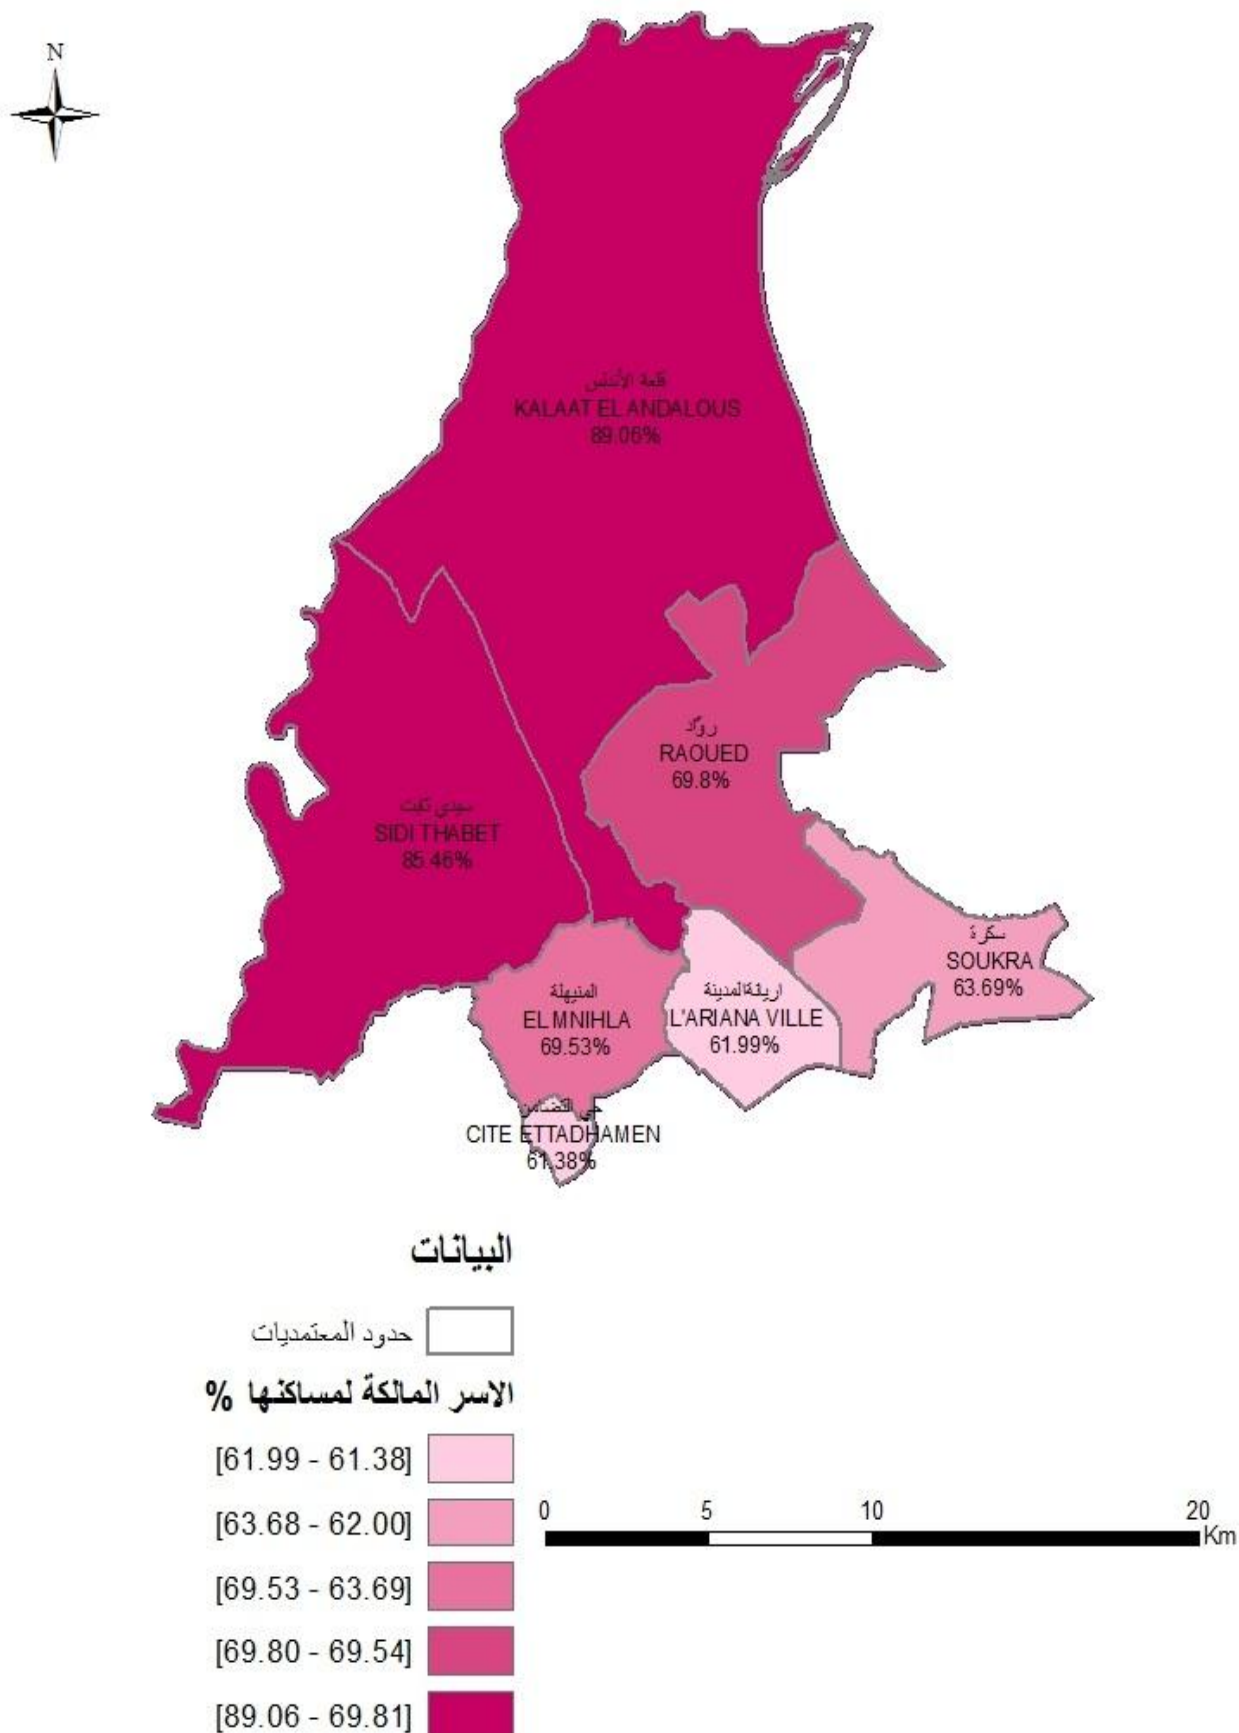 N
قلعة الأندلس
KALAAT EL ANDALOUS
89.06%
روّاد
RAOUED
69.8%
سيدي ثابت
SIDI THABET
85.46%
سكرة
SOUKRA
63.69%
المنيهلة
EL MNIHLA
69.53%
اريانةالمدينة
L'ARIANA VILLE
61.99%
حي التضامن
CITE ETTADHAMEN
61.38%
البيانات
حدود المعتمديات
الاسر المالكة لمساكنها %
[61.99 - 61.38]
[63.68 - 62.00]
[69.53 - 63.69]
[69.80 - 69.54]
[89.06 - 69.81]
0 5 10 20
Km